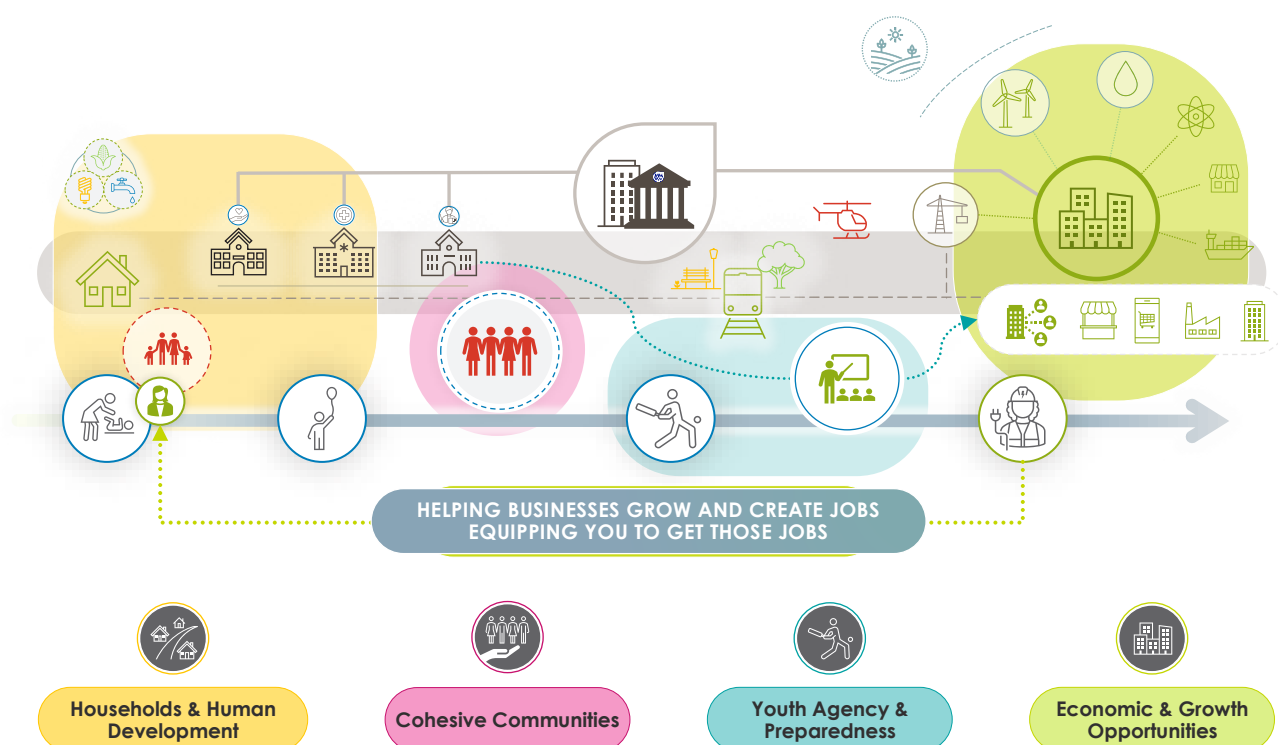 HELPING BUSINESSES GROW AND CREATE JOBS
EQUIPPING YOU TO GET THOSE JOBS
Households & Human
Development
Cohesive Communities
Youth Agency &
Preparedness
Economic & Growth
Opportunities